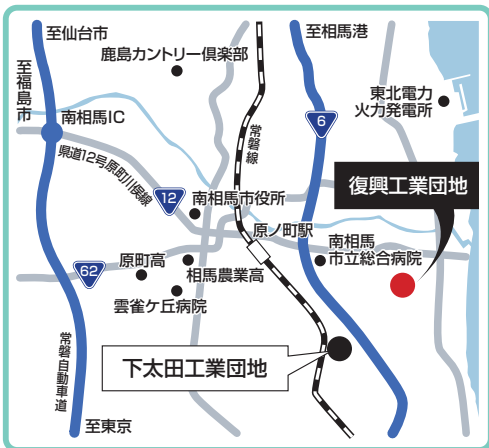 至仙台市
至相馬港
鹿島カントリー倶楽部
至福島市
東北電力
火力発電所
南相馬IC
6
常磐線
県道12号原町川俣線
復興工業団地
12
南相馬市役所
原ノ町駅
南相馬
市立総合病院
62
原町高
相馬農業高
雲雀ケ丘病院
下太田工業団地
常磐自動車道
至東京